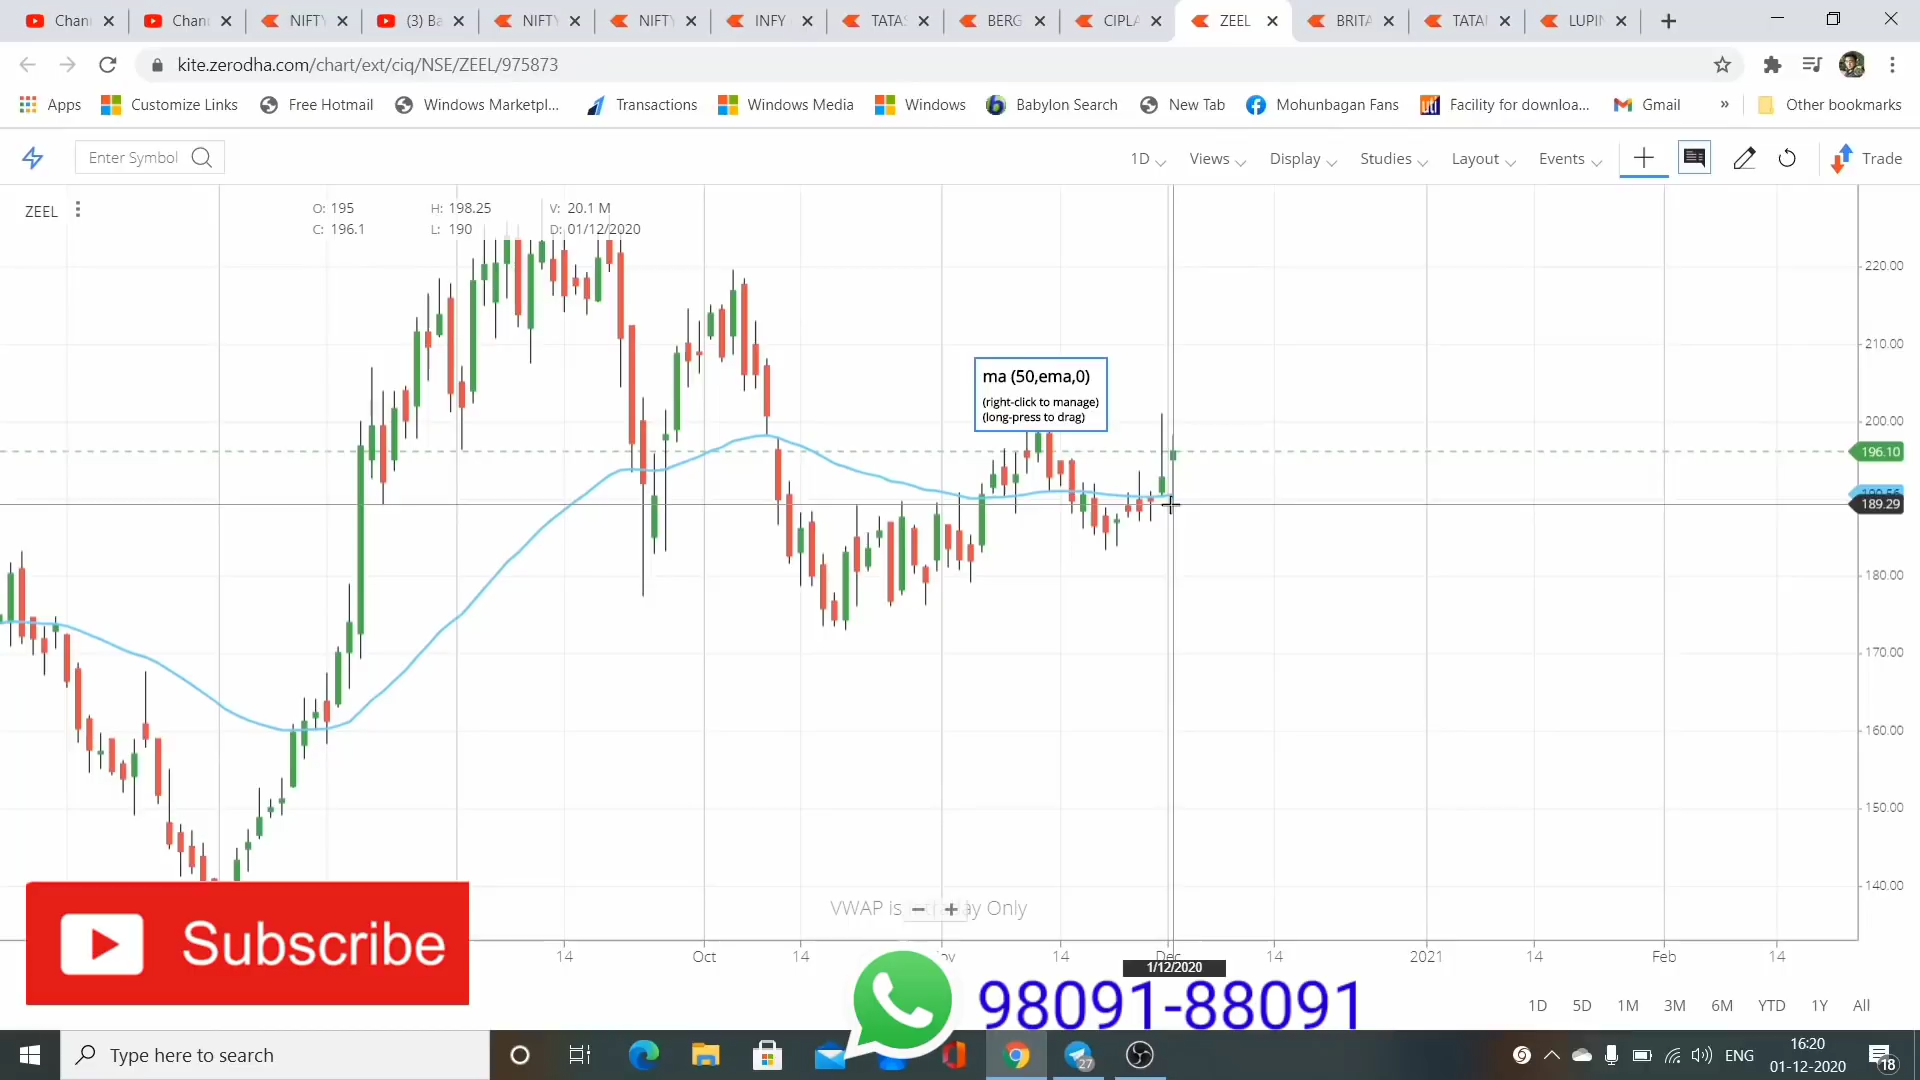 Chan
Chan
NIFTY
(3) Ba
NIFTY
NIFTY
INFY
TATAS
BERG
CIPLA
ZEEL
BRITA
TATA
LUPIN
kite.zerodha.com/chart/ext/ciq/NSE/ZEEL/975873
Apps
Customize Links
Free Hotmail
Windows Marketpl...
Transactions
Windows Media
Windows
Babylon Search
New Tab
Mohunbagan Fans
uti
Facility for downloa...
Gmail
»
Other bookmarks
Enter Symbol
1D
Views
Display
Studies
Layout
Events
Trade
ZEEL
O: 195
H: 198.25
V: 20.1 M
C: 196.1
L: 190
D: 01/12/2020
220.00
210.00
ma (50,ema,0)
(right-click to manage)
(long-press to drag)
200.00
196.10
189.29
180.00
170.00
160.00
150.00
140.00
VWAP is
ay Only
Subscribe
14
Oct
14
14
Dec
14
2021
14
Feb
14
1/12/2020
98091-88091
1D
5D
1M
3M
6M
YTD
1Y
All
Type here to search
27
ENG
16:20
01-12-2020
18